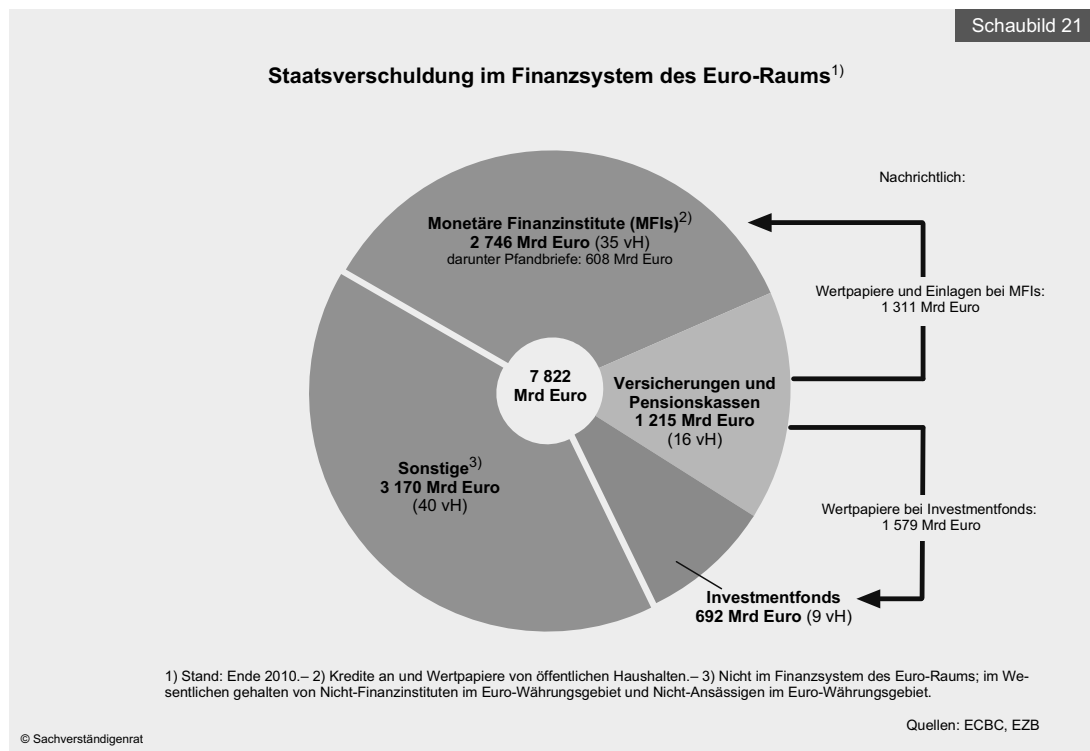 Schaubild 21
Staatsverschuldung im Finanzsystem des Euro-Raums1)
Nachrichtlich:
Monetäre Finanzinstitute (MFIs)2)
2 746 Mrd Euro (35 vH)
darunter Pfandbriefe: 608 Mrd Euro
Wertpapiere und Einlagen bei MFIs:
1 311 Mrd Euro
7 822
Mrd Euro
Versicherungen und
Pensionskassen
1 215 Mrd Euro
(16 vH)
Sonstige3)
3 170 Mrd Euro
(40 vH)
Wertpapiere bei Investmentfonds:
1 579 Mrd Euro
Investmentfonds
692 Mrd Euro (9 vH)
1) Stand: Ende 2010.– 2) Kredite an und Wertpapiere von öffentlichen Haushalten.– 3) Nicht im Finanzsystem des Euro-Raums; im We-
sentlichen gehalten von Nicht-Finanzinstituten im Euro-Währungsgebiet und Nicht-Ansässigen im Euro-Währungsgebiet.
Quellen: ECBC, EZB
© Sachverständigenrat